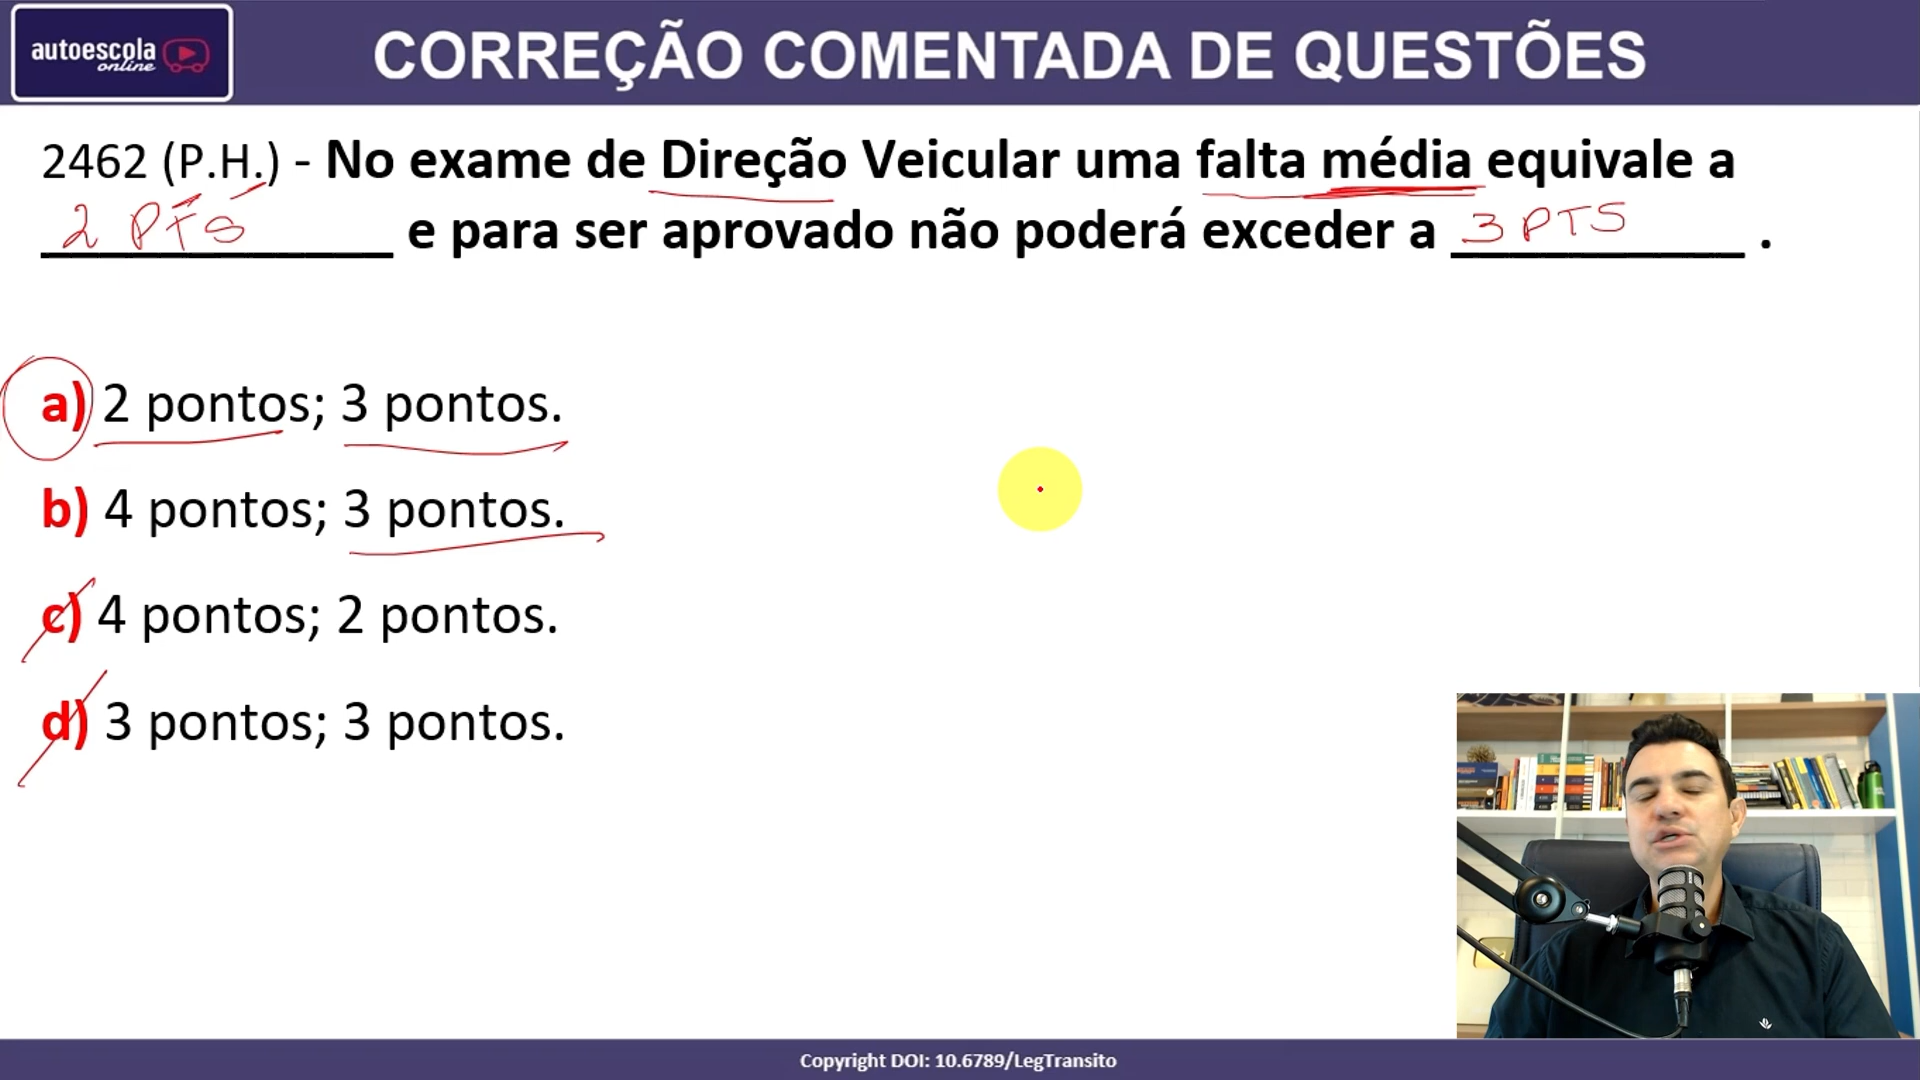 autoescola
online
CORREÇÃO COMENTADA DE QUESTÕES
2462 (P.H.) - No exame de Direção Veicular uma falta média equivale a
2 PTS e para ser aprovado não poderá exceder a 3 PTS .
a) 2 pontos; 3 pontos.
b) 4 pontos; 3 pontos.
c) 4 pontos; 2 pontos.
d) 3 pontos; 3 pontos.
Copyright DOI: 10.6789/LegTransito